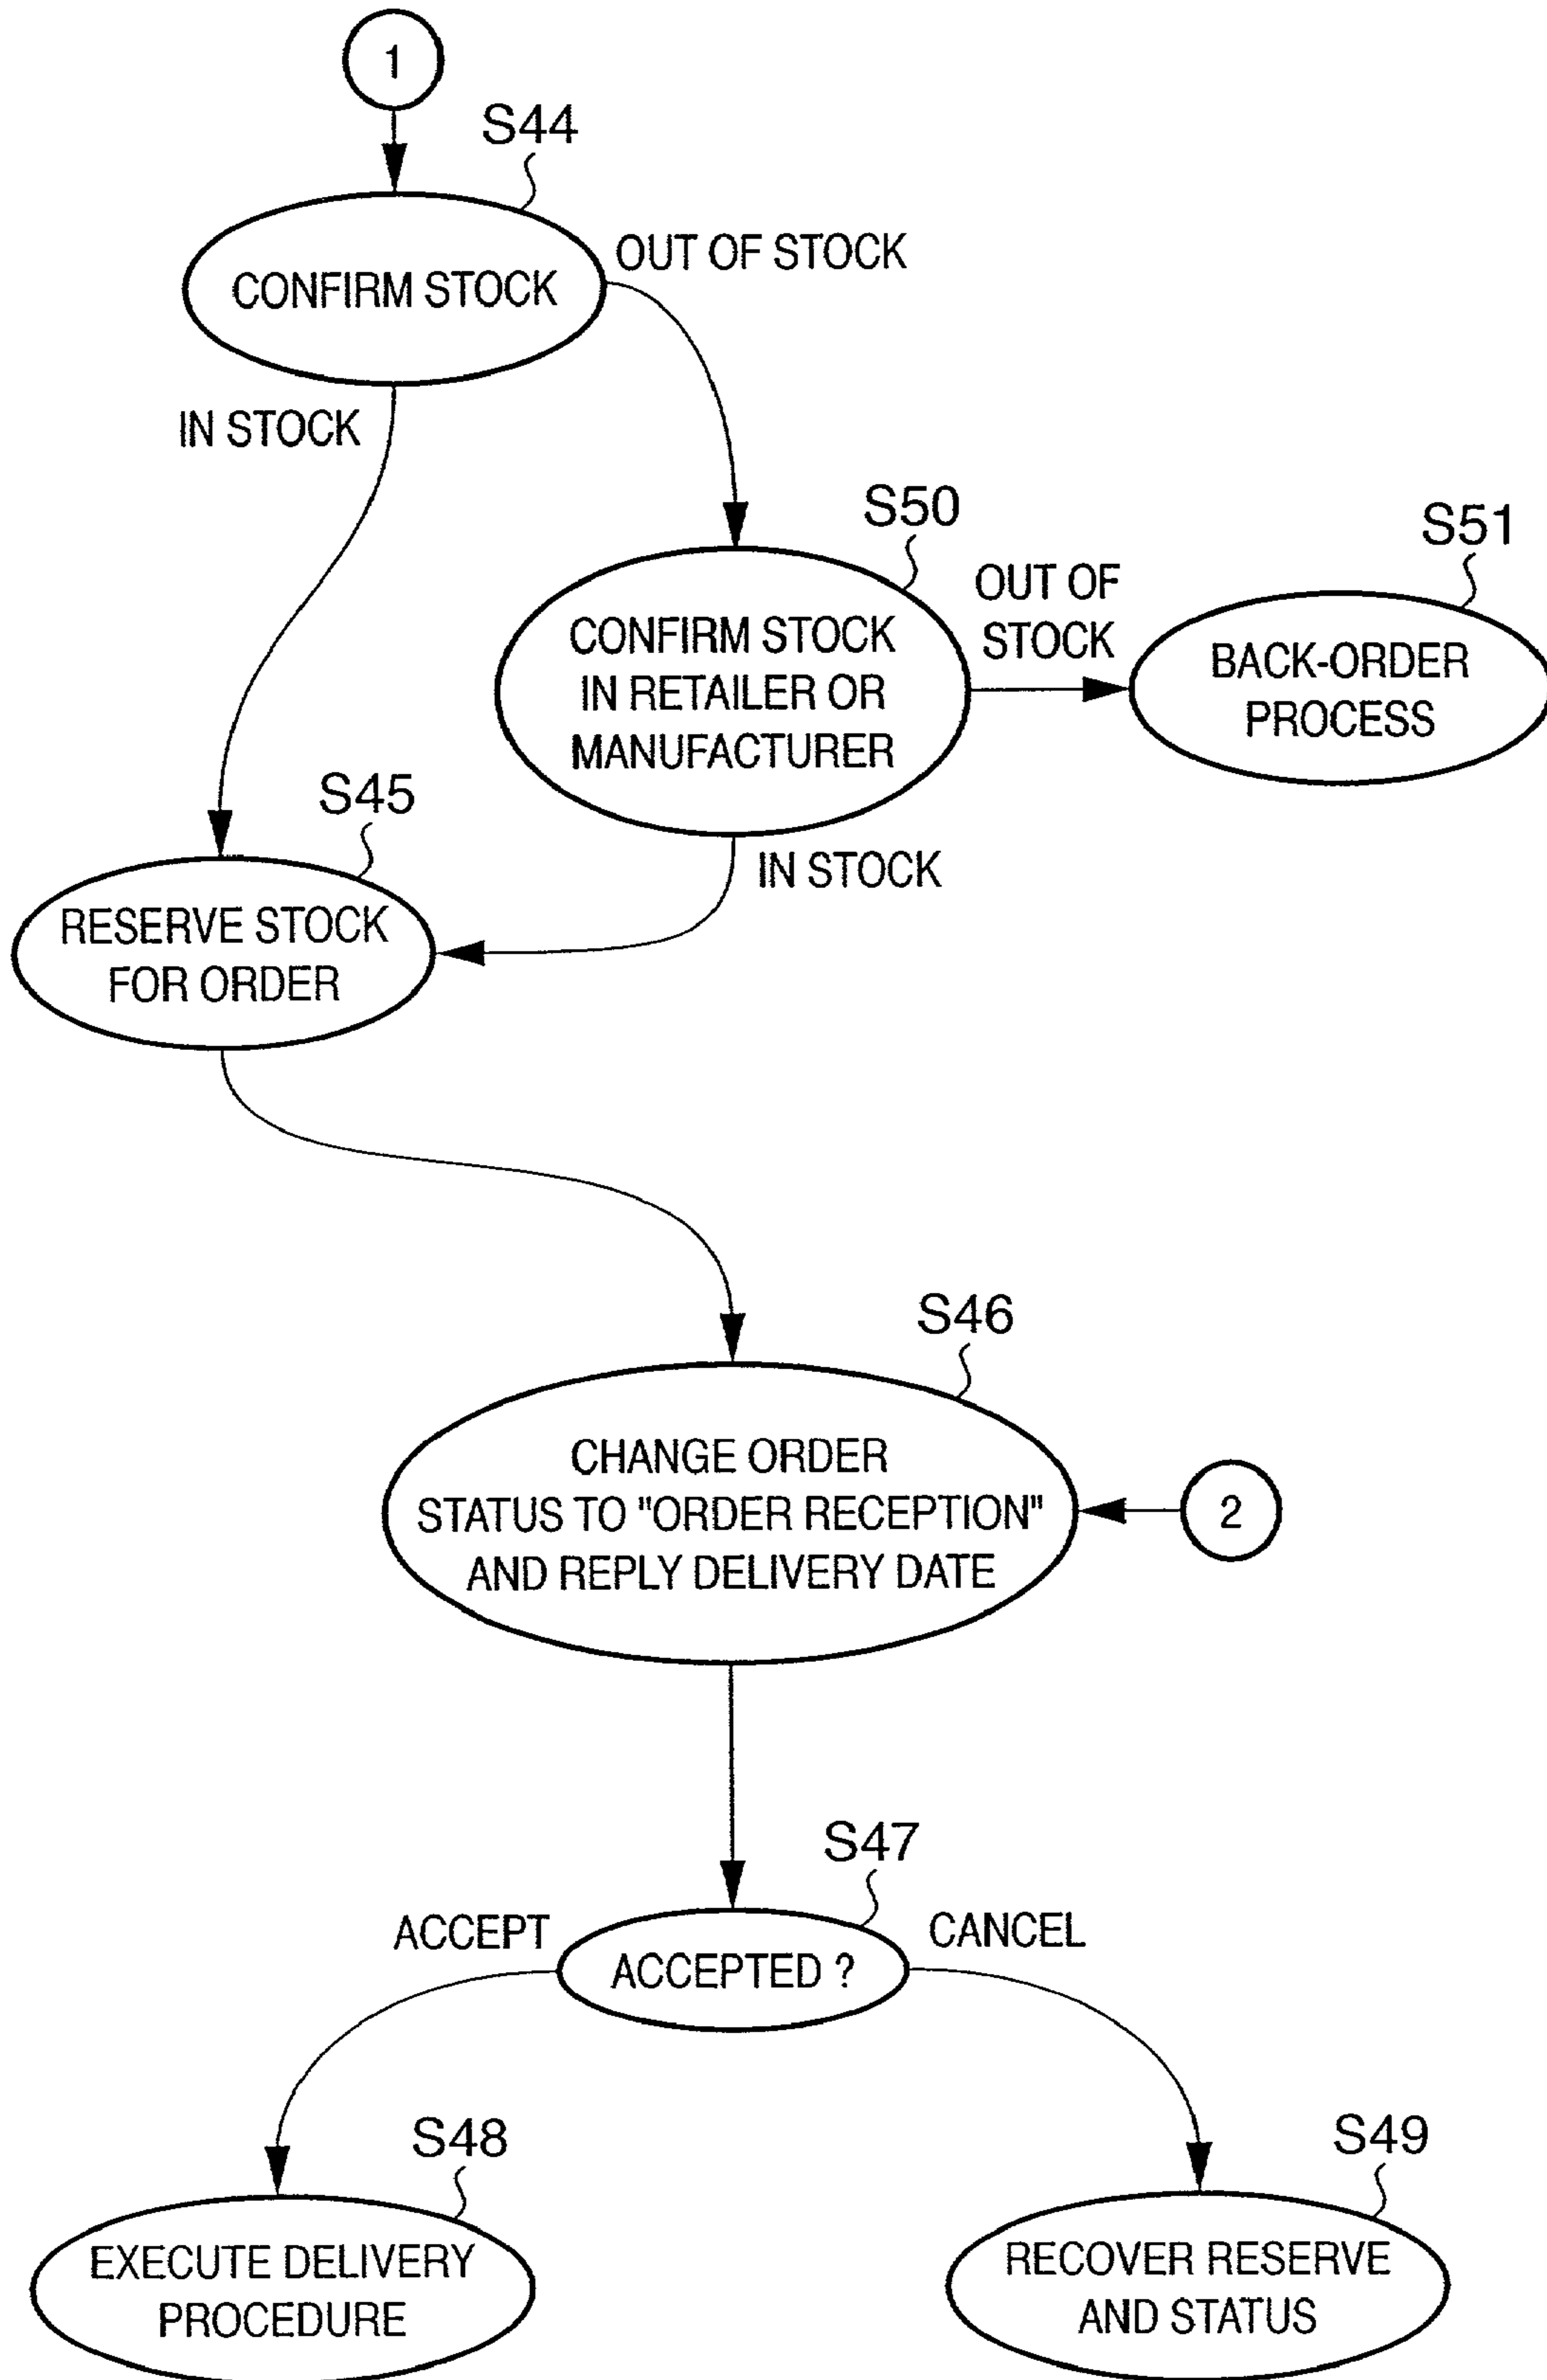 1
S44
OUT OF STOCK
CONFIRM STOCK
IN STOCK
S50
S51
OUT OF
STOCK
CONFIRM STOCK
IN RETAILER OR
MANUFACTURER
BACK-ORDER
PROCESS
S45
IN STOCK
RESERVE STOCK
FOR ORDER
S46
CHANGE ORDER
STATUS TO "ORDER RECEPTION"
AND REPLY DELIVERY DATE
2
S47
ACCEPT
CANCEL
ACCEPTED ?
S48
S49
EXECUTE DELIVERY
PROCEDURE
RECOVER RESERVE
AND STATUS